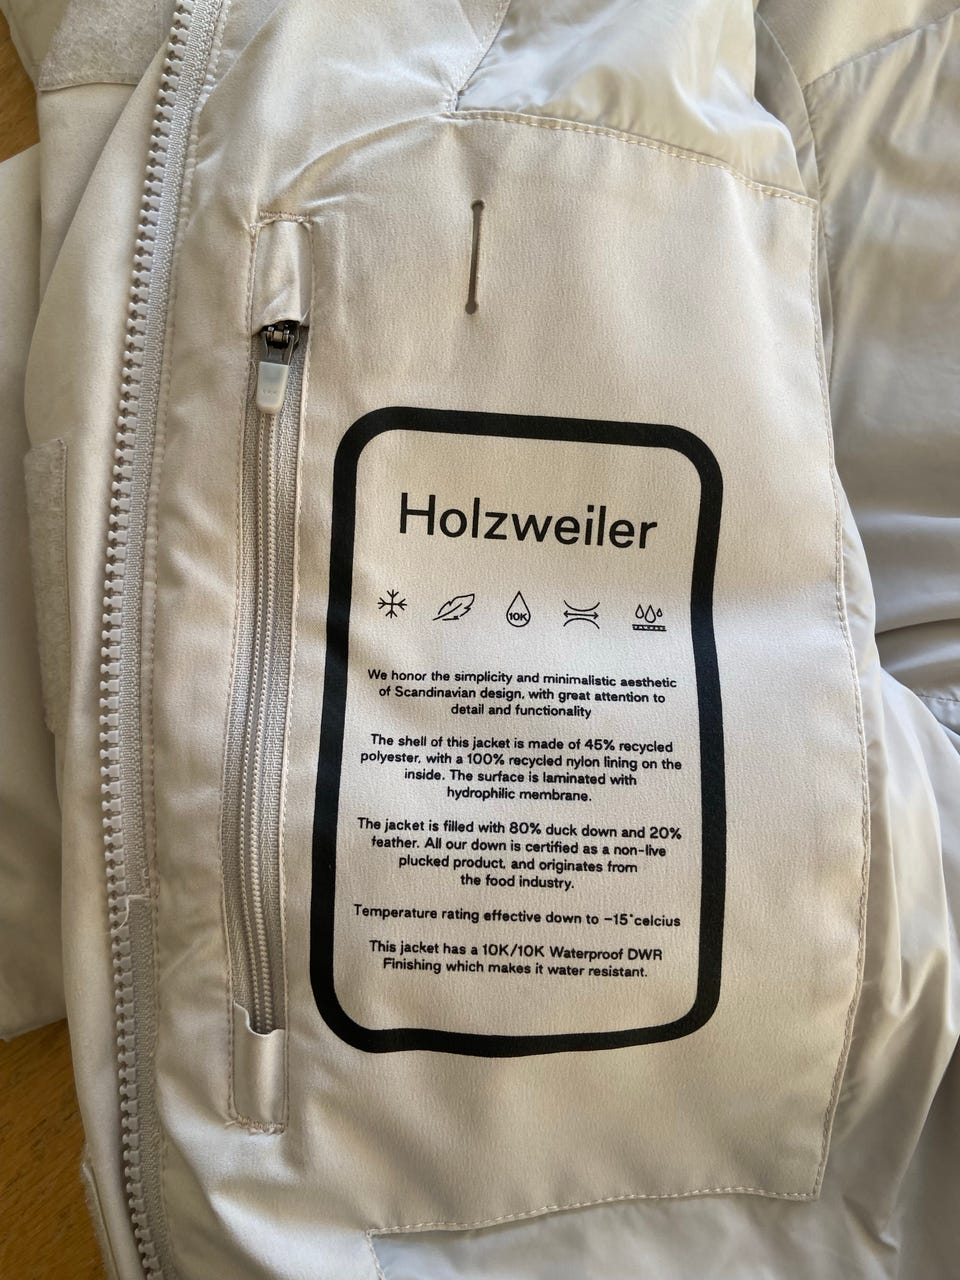 Holzweiler
10K
We honor the simplicity and minimalistic aesthetic
of Scandinavian design, with great attention to
detail and functionality
The shell of this jacket is made of 45% recycled
polyester, with a 100% recycled nylon lining on the
inside. The surface is laminated with
hydrophilic membrane.
The jacket is filled with 80% duck down and 20%
feather. All our down is certified as a non-live
plucked product, and originates from
the food industry.
Temperature rating effective down to -15°celcius
This jacket has a 10K/10K Waterproof DWR
Finishing which makes it water resistant.